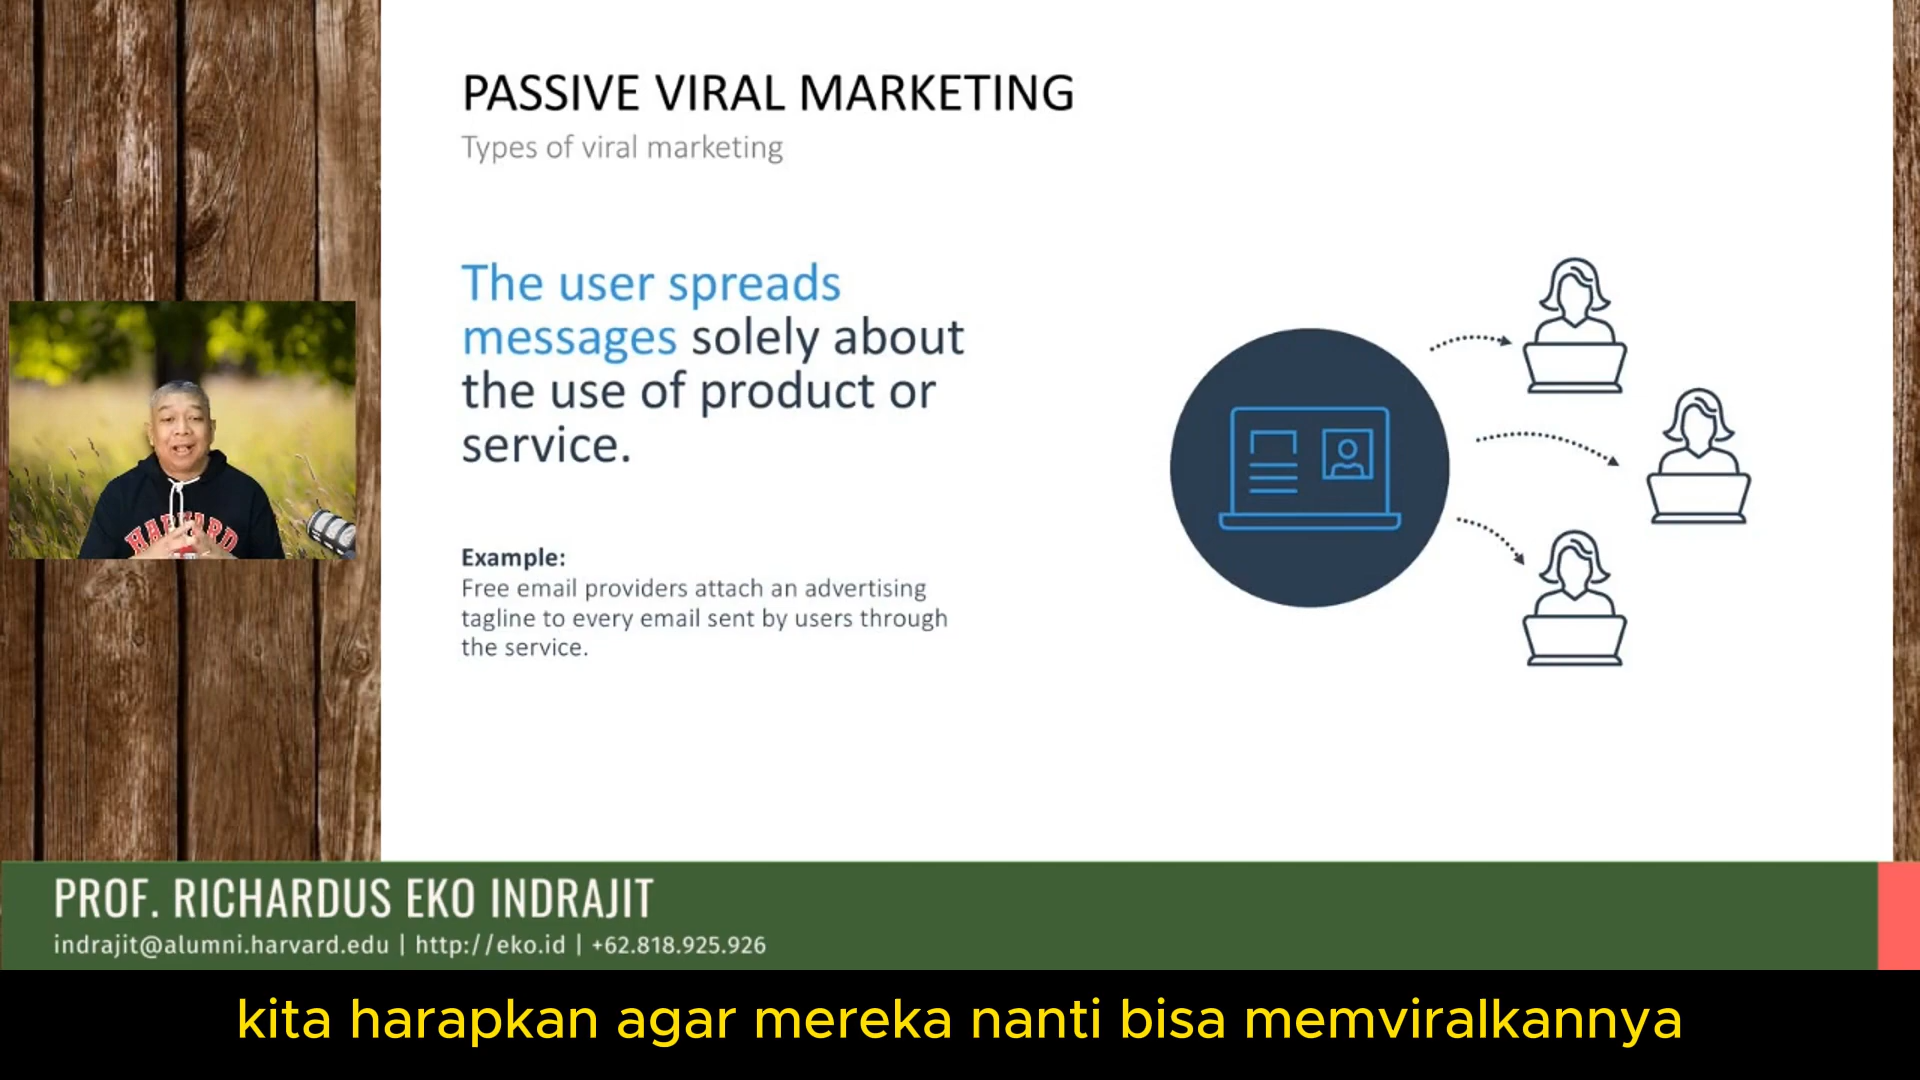 PASSIVE VIRAL MARKETING
Types of viral marketing
The user spreads
messages solely about
the use of product or
service.
Example:
Free email providers attach an advertising
tagline to every email sent by users through
the service.
HARVARD
PROF. RICHARDUS EKO INDRAJIT
indrajit@alumni.harvard.edu | http://eko.id | +62.818.925.926
kita harapkan agar mereka nanti bisa memviralkannya